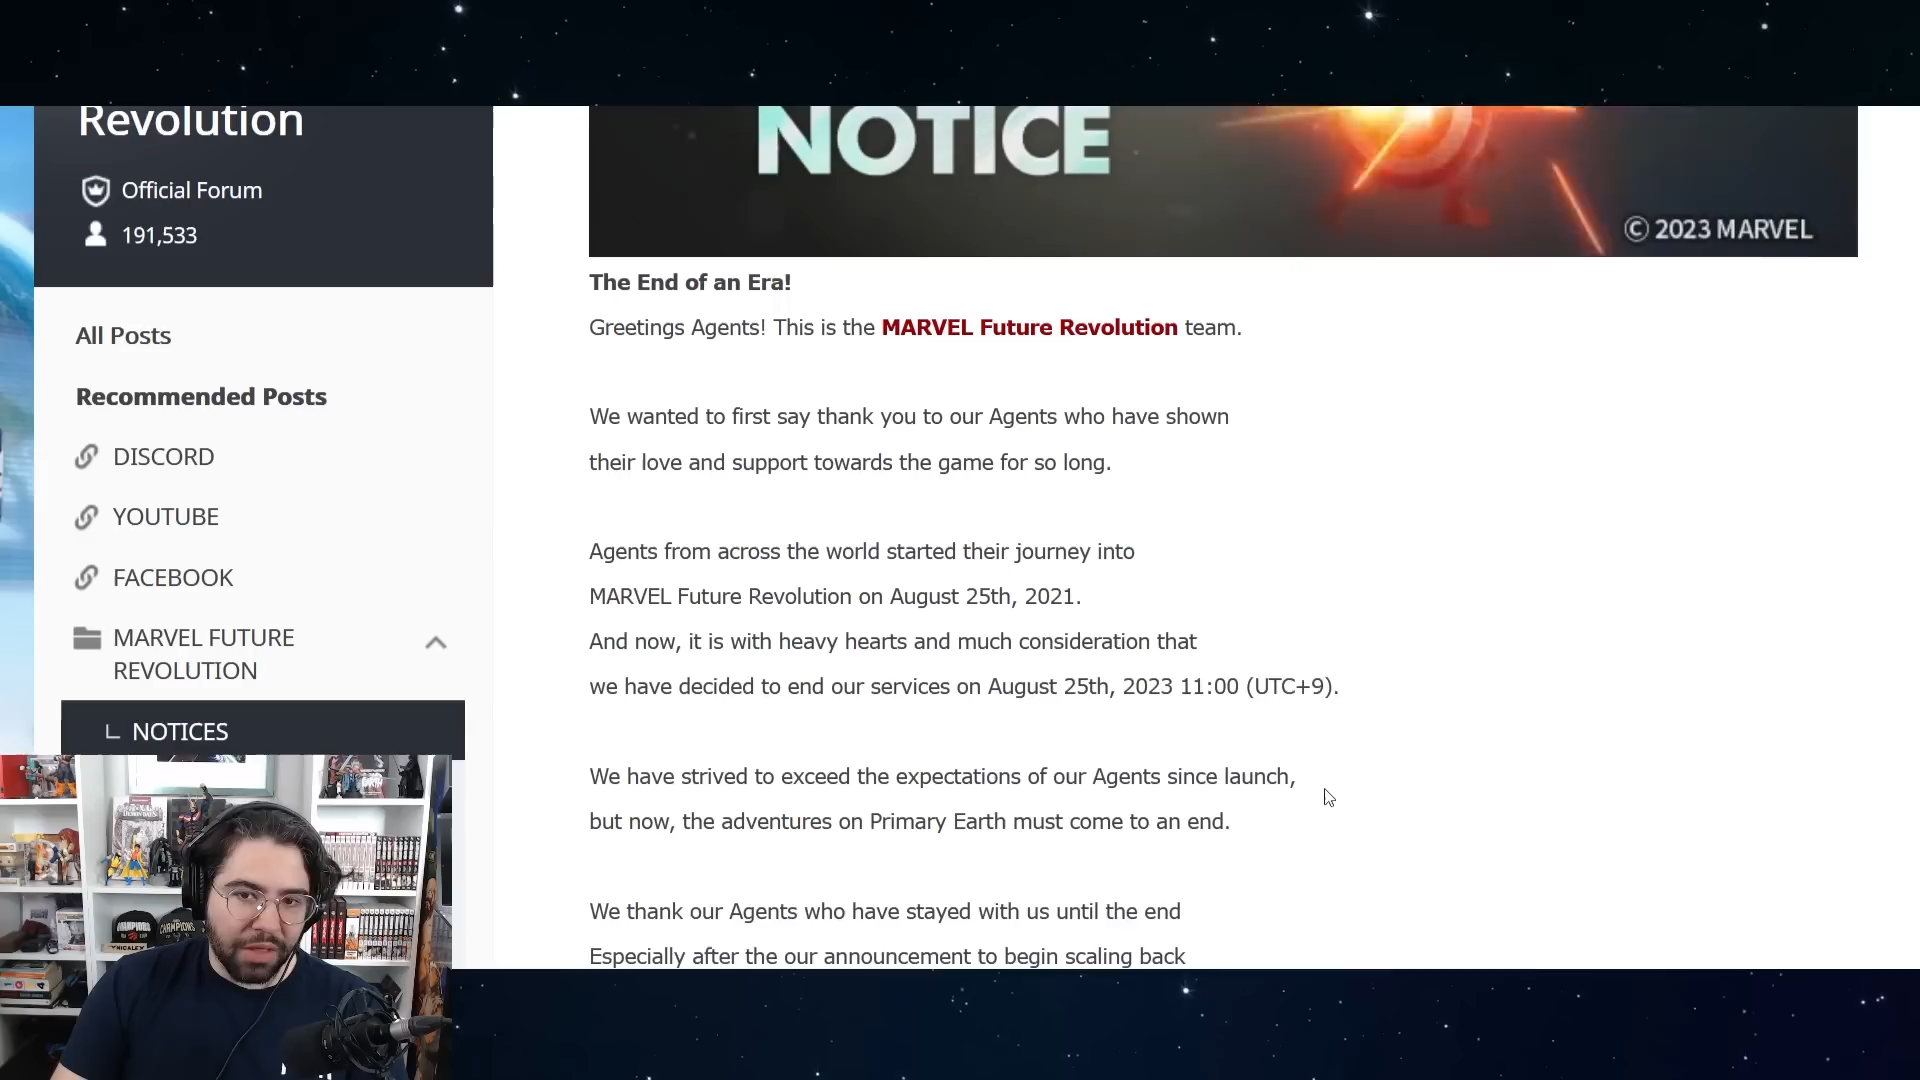 Revolution
Official Forum
191,533
All Posts
Recommended Posts
DISCORD
YOUTUBE
FACEBOOK
MARVEL FUTURE
REVOLUTION
NOTICES
NOTICE
© 2023 MARVEL
The End of an Era!
Greetings Agents! This is the MARVEL Future Revolution team.
We wanted to first say thank you to our Agents who have shown
their love and support towards the game for so long.
Agents from across the world started their journey into
MARVEL Future Revolution on August 25th, 2021.
And now, it is with heavy hearts and much consideration that
we have decided to end our services on August 25th, 2023 11:00 (UTC+9).
We have strived to exceed the expectations of our Agents since launch,
but now, the adventures on Primary Earth must come to an end.
We thank our Agents who have stayed with us until the end
Especially after the our announcement to begin scaling back